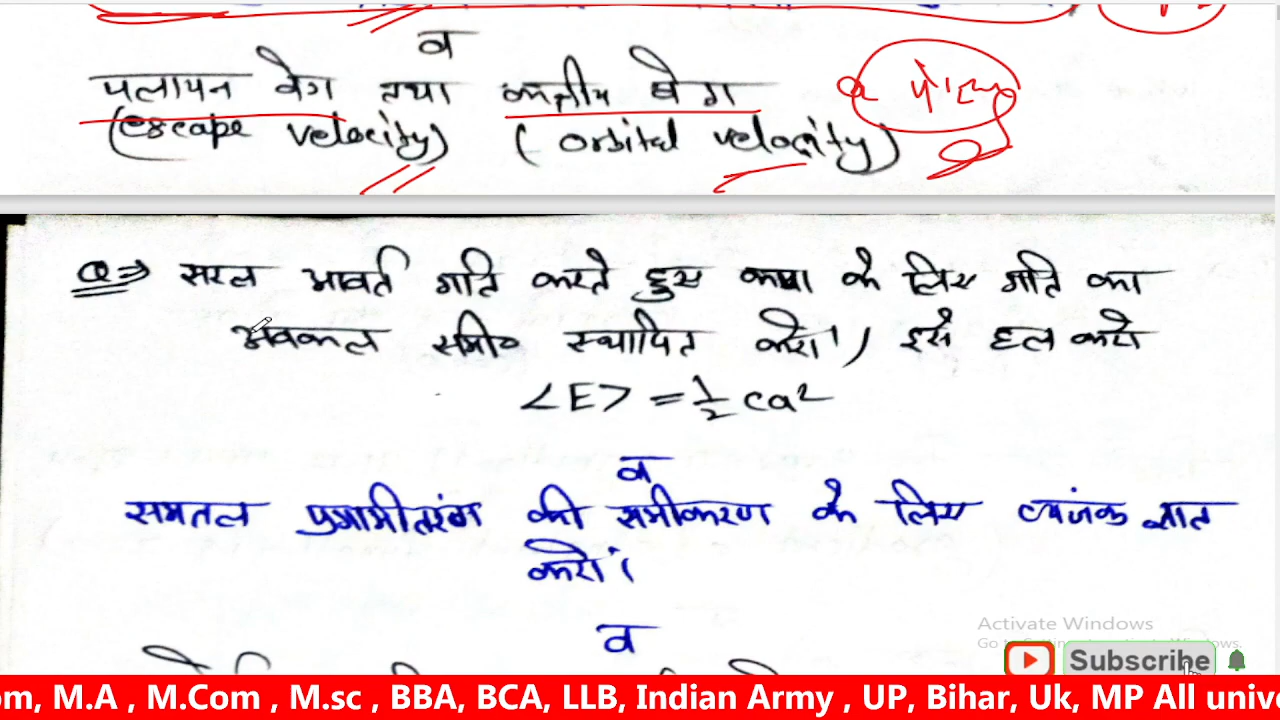 व
पलायन वेग तथा कक्षीय वेग
(escape velocity) (orbital velocity)
Q⇒ सरल आवर्त गति करते हुए कण के लिए गति का
अवकल समी० स्थापित करो।, इसे हल करो
<E> = 1/2 ca²
व
समतल प्रगामी तरंग की समीकरण के लिए व्यंजक ज्ञात
करो।
व
Activate Windows
Subscribe
om, M.A , M.Com , M.sc , BBA, BCA, LLB, Indian Army , UP, Bihar, Uk, MP All unive